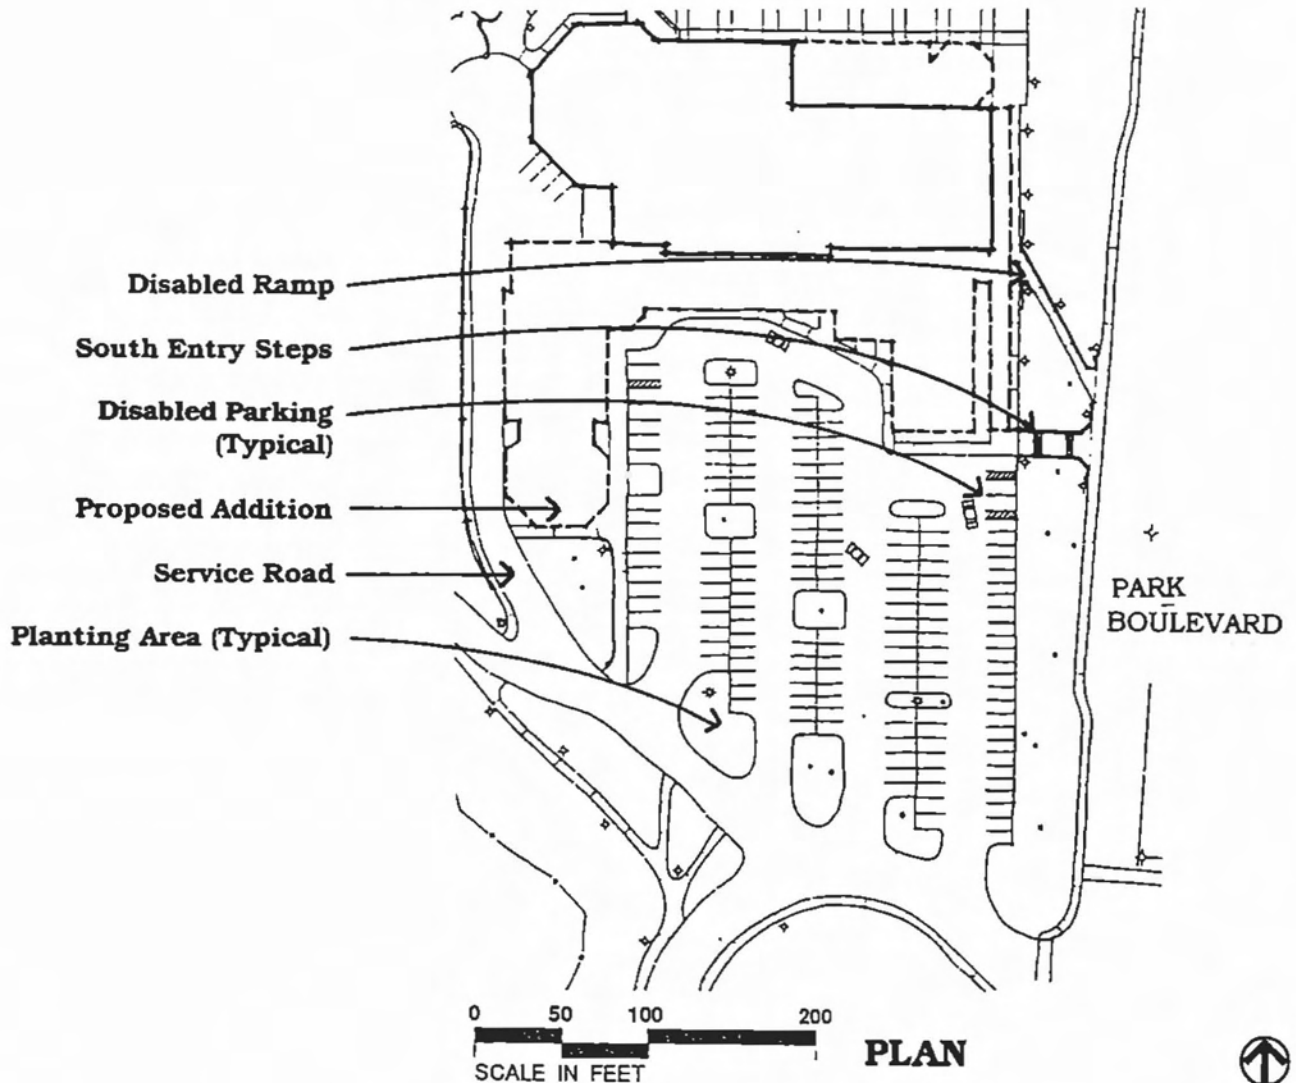 Disabled Ramp
South Entry Steps
Disabled Parking
(Typical)
Proposed Addition
Service Road
Planting Area (Typical)
PARK
BOULEVARD
0 50 100 200
SCALE IN FEET
PLAN